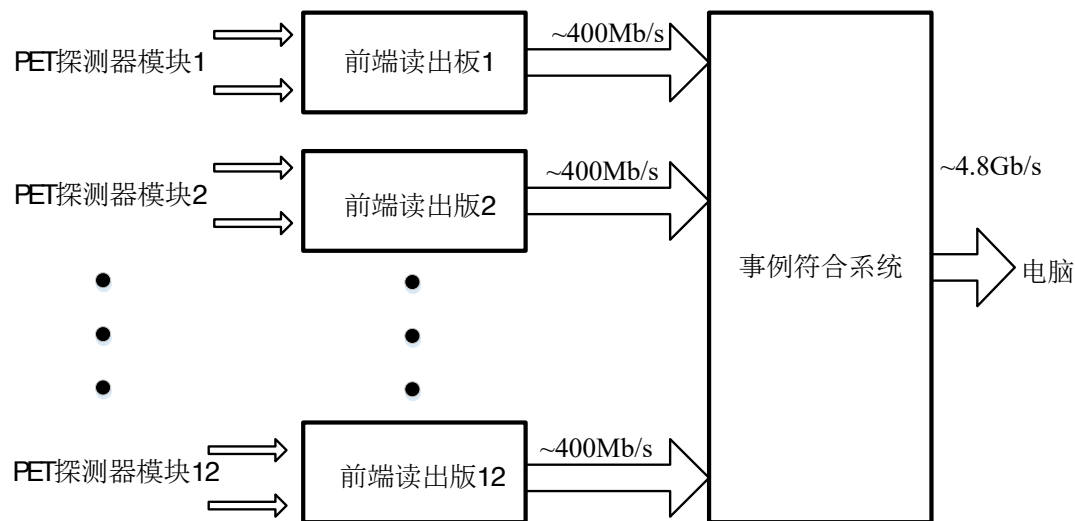 PET探测器模块1
前端读出板1
~400Mb/s
PET探测器模块2
前端读出版2
~400Mb/s
~4.8Gb/s
事例符合系统
电脑
PET探测器模块12
前端读出版12
~400Mb/s